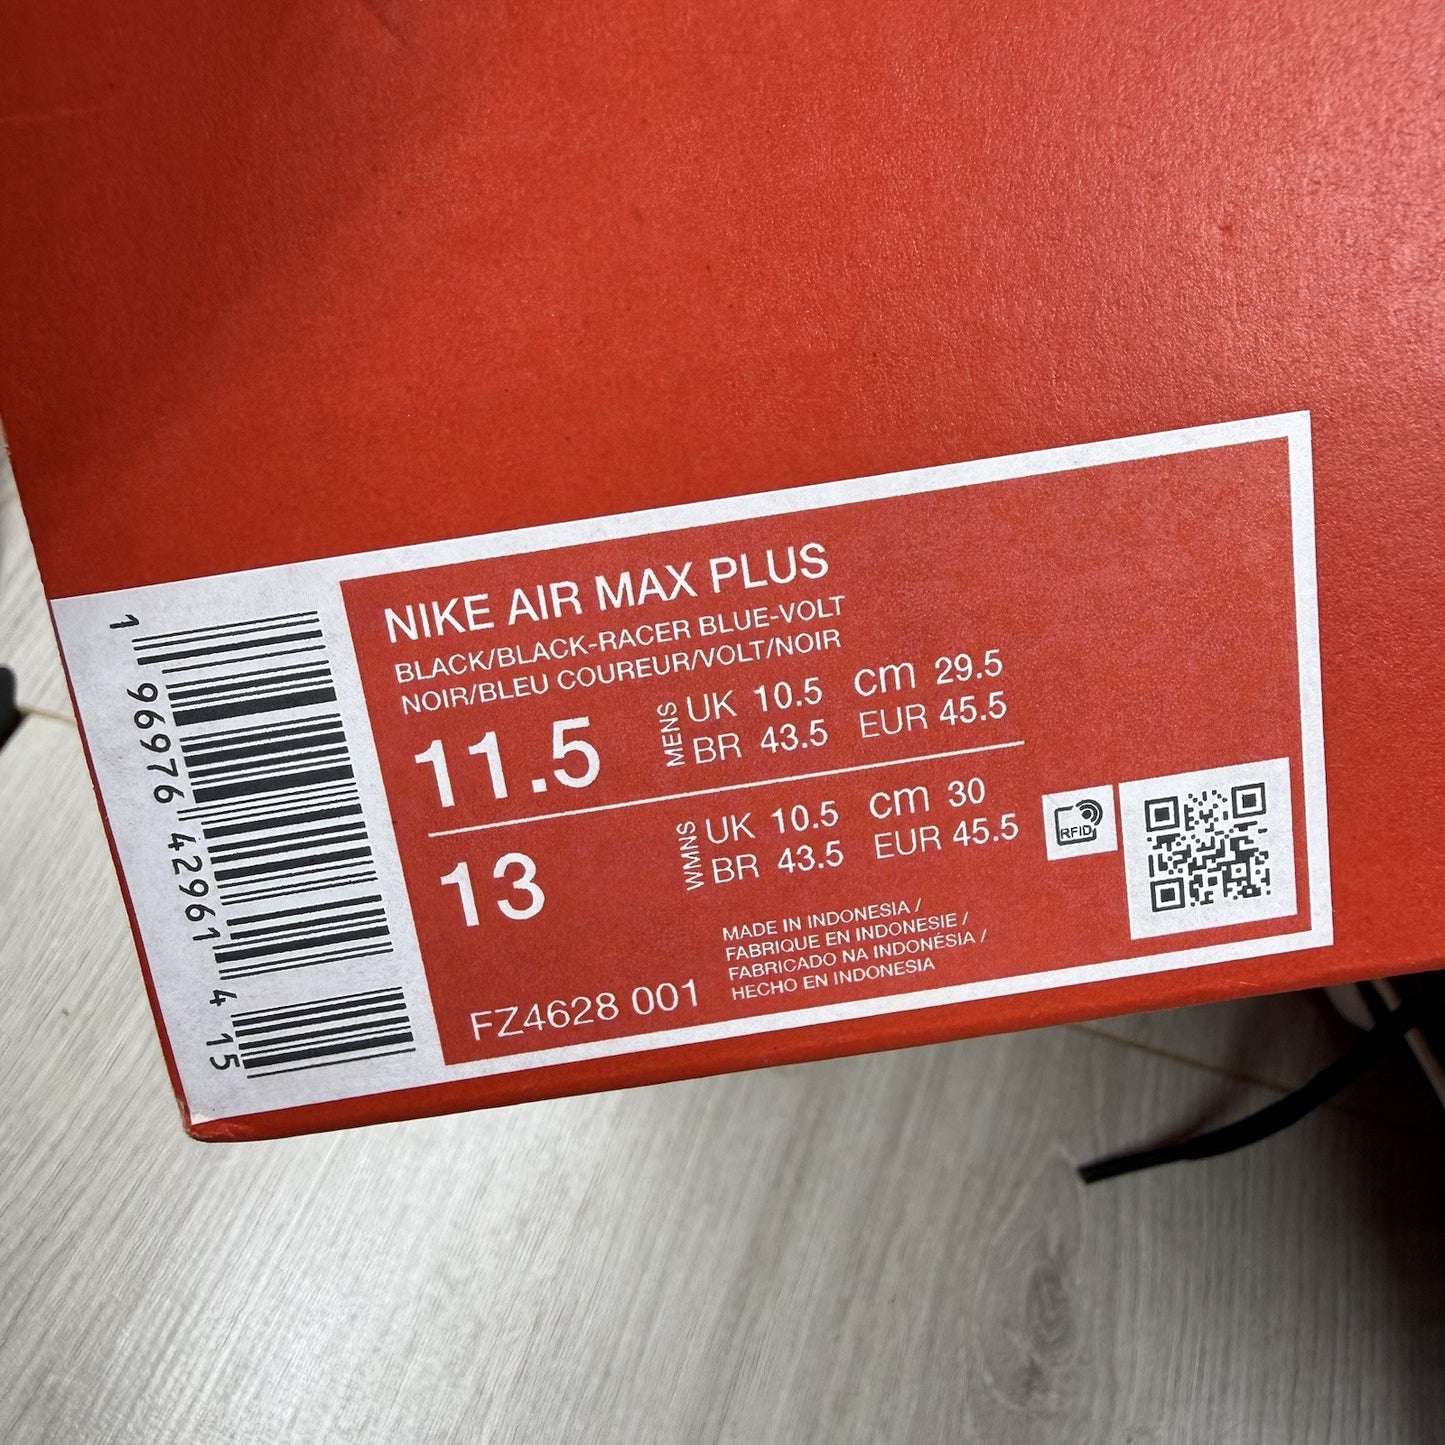 NIKE AIR MAX PLUS
BLACK/BLACK-RACER BLUE-VOLT
NOIR/BLEU COUREUR/VOLT/NOIR
11.5 MENS UK 10.5 cm 29.5
BR 43.5 EUR 45.5
13 WMNS UK 10.5 cm 30
BR 43.5 EUR 45.5
RFID
MADE IN INDONESIA /
FABRIQUE EN INDONESIE /
FABRICADO NA INDONÉSIA /
HECHO EN INDONESIA
FZ4628 001
1 96976 42961 4 15